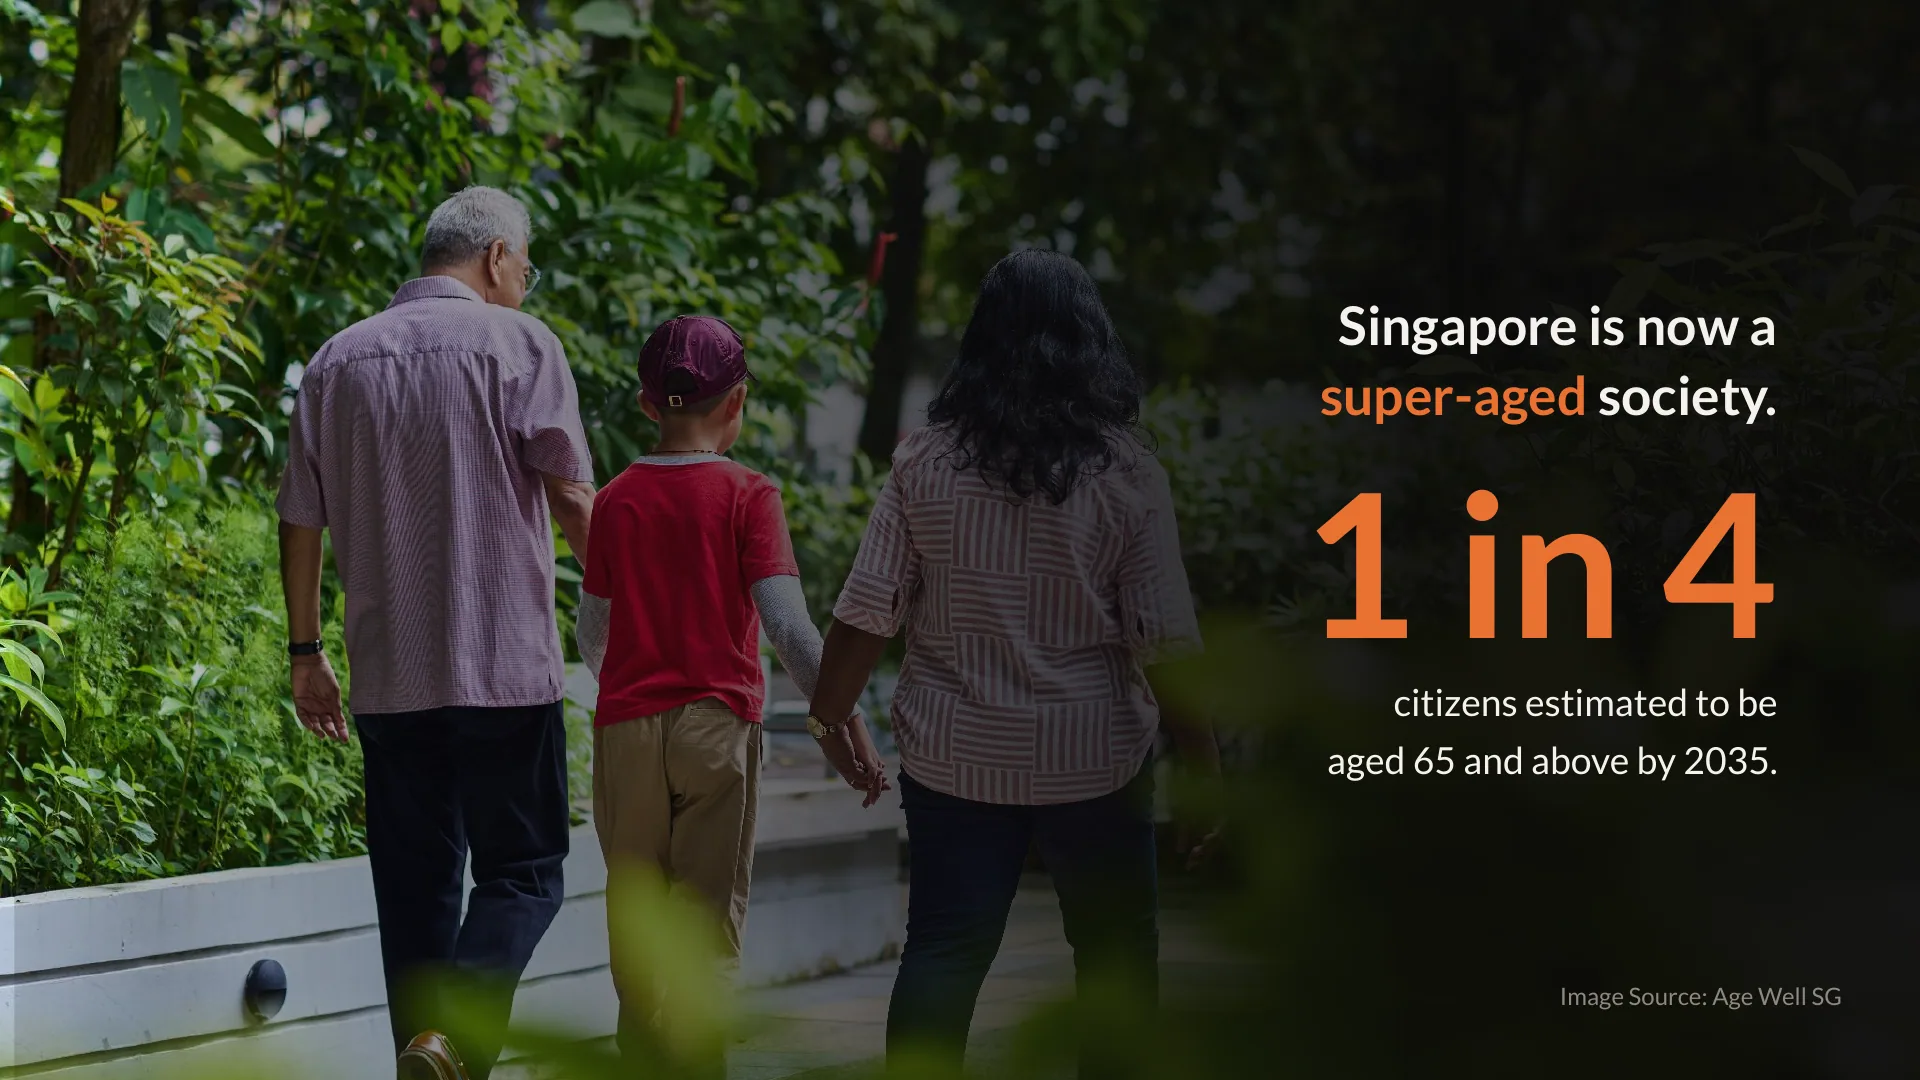 Singapore is now a
super-aged society.
1 in 4
citizens estimated to be
aged 65 and above by 2035.
Image Source: Age Well SG